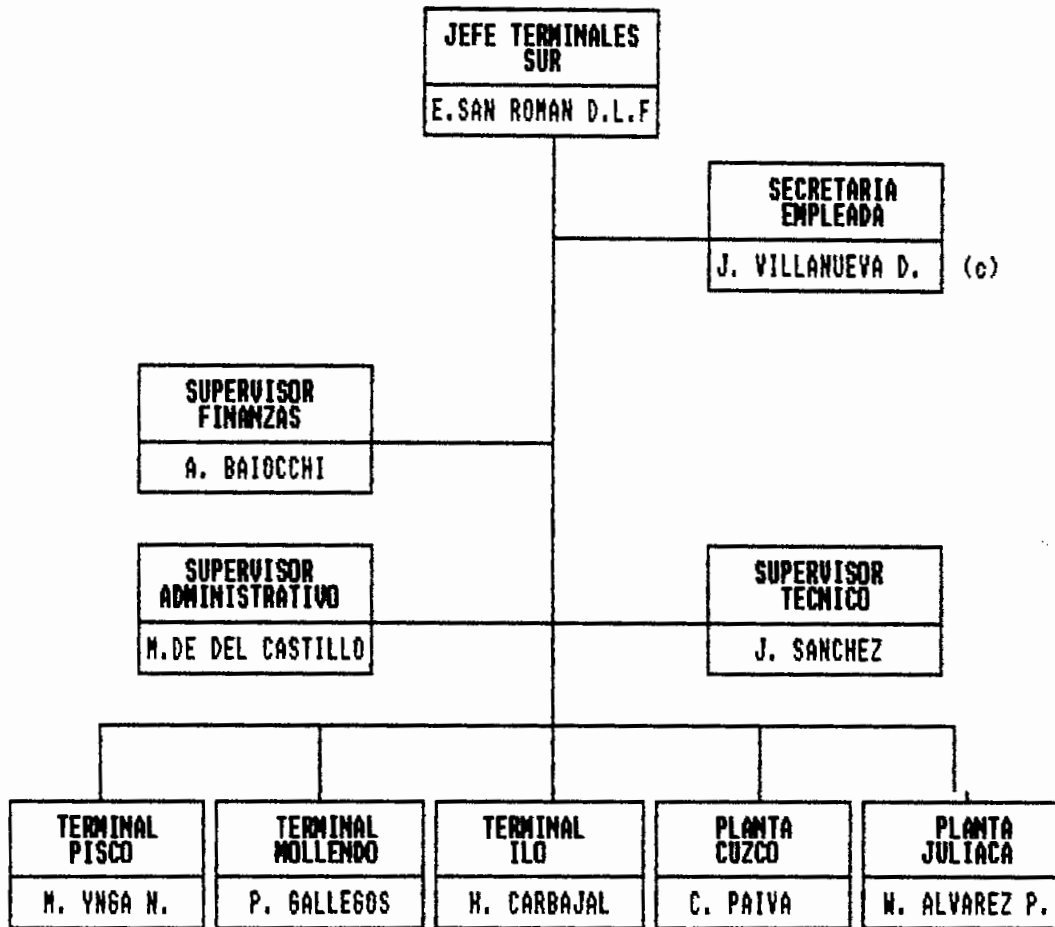 JEFE TERMINALES
SUR
E.SAN ROMAN D.L.F
SECRETARIA
EMPLEADA
J. VILLANUEVA D. (c)
SUPERVISOR
FINANZAS
A. BAIOCCHI
SUPERVISOR
ADMINISTRATIVO
M.DE DEL CASTILLO
SUPERVISOR
TECNICO
J. SANCHEZ
TERMINAL
PISCO
M. YNGA N.
TERMINAL
MOLLENDO
P. GALLEGOS
TERMINAL
ILO
H. CARBAJAL
PLANTA
CUZCO
C. PAIVA
PLANTA
JULIACA
W. ALVAREZ P.